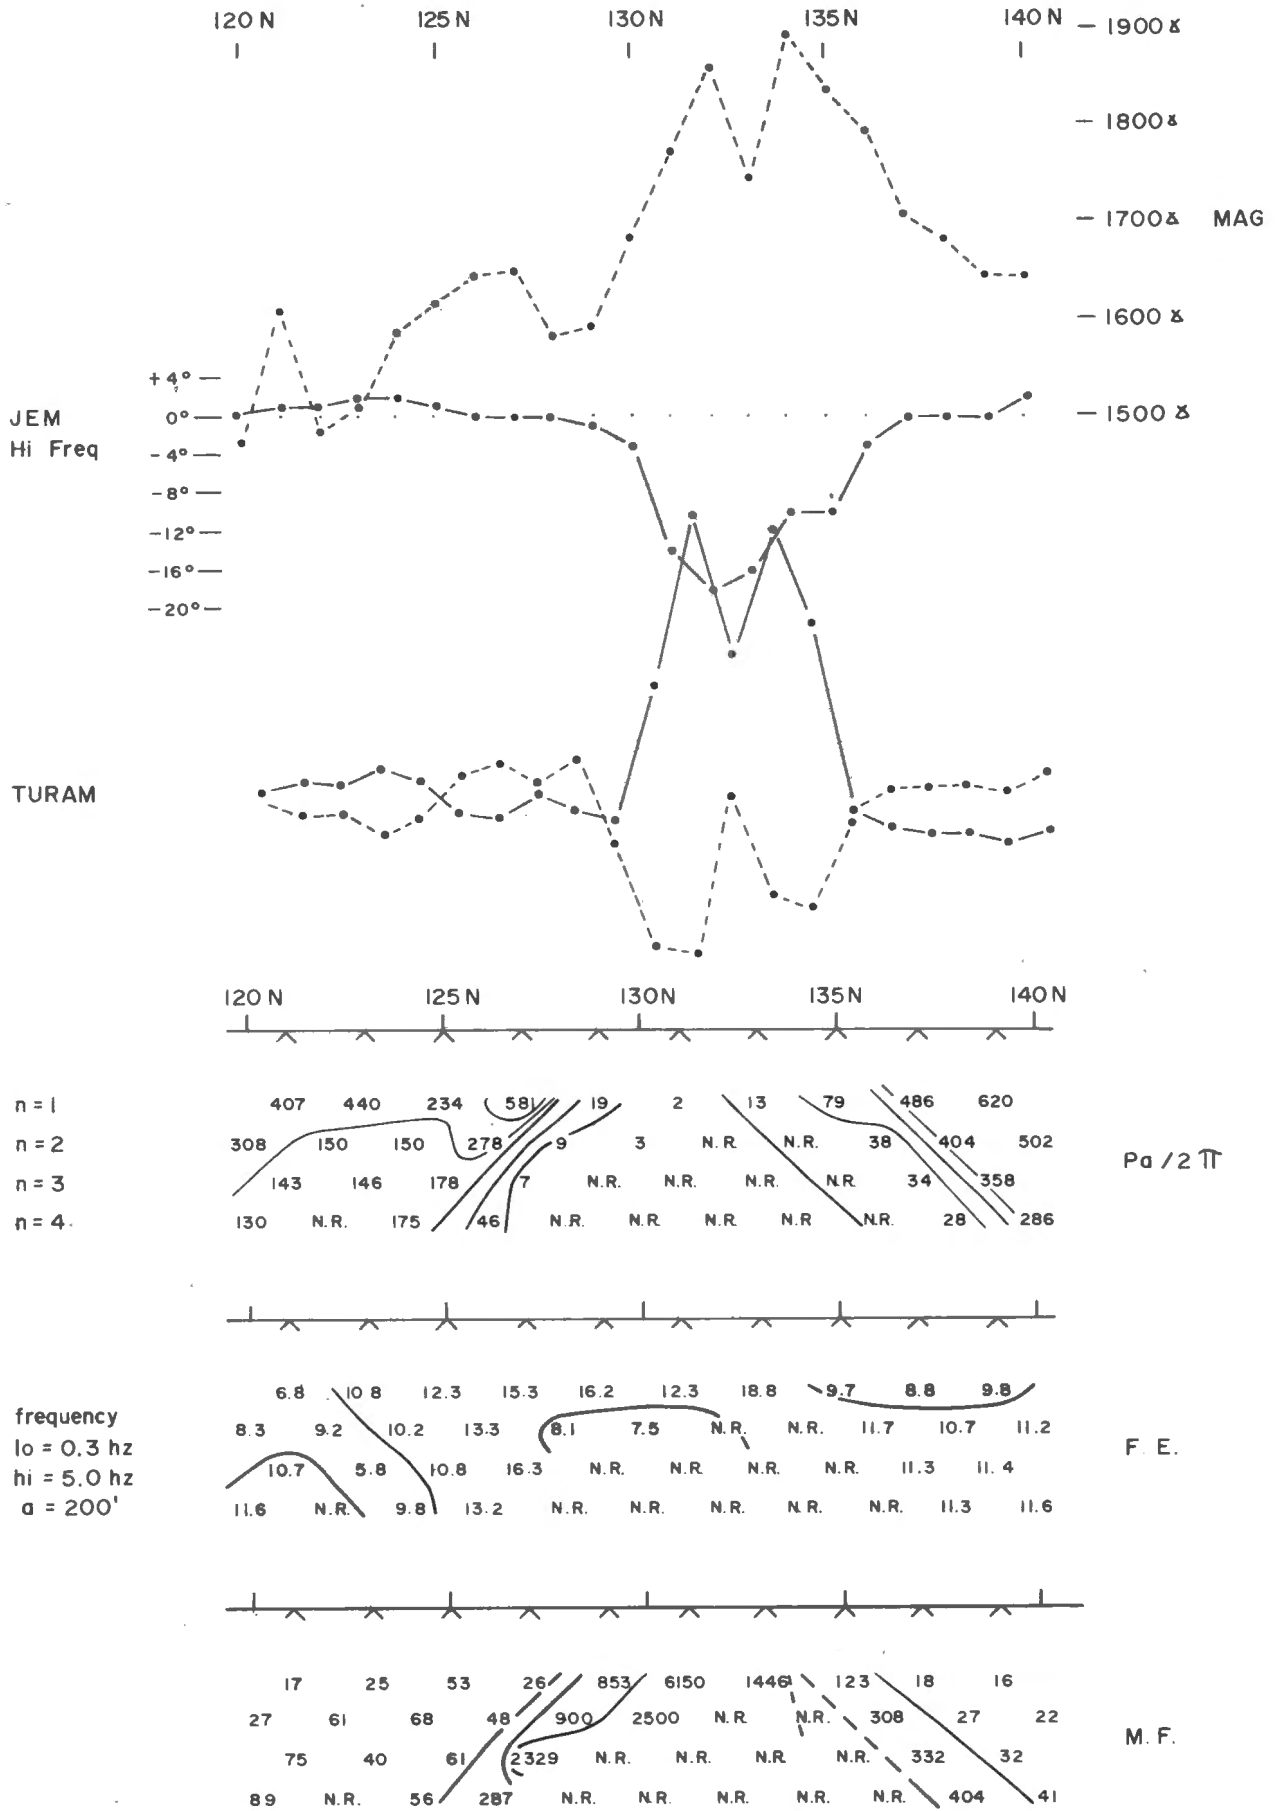 120 N 125 N 130 N 135 N 140 N
1900 ɣ
1800 ɣ
1700 ɣ MAG
1600 ɣ
+4°
JEM 0° 1500 ɣ
Hi Freq -4°
-8°
-12°
-16°
-20°
TURAM
120 N 125 N 130N 135 N 140 N
n = 1 407 440 234 581 19 2 13 79 486 620
n = 2 308 150 150 278 9 3 N.R. N.R. 38 404 502
Pa / 2 π
n = 3 143 146 178 7 N.R. N.R. N.R. N.R. 34 358
n = 4. 130 N.R. 175 46 N.R. N.R. N.R. N.R N.R. 28 286
6.8 10 8 12.3 15.3 16.2 12.3 18.8 9.7 8.8 9.8
frequency
8.3 9.2 10.2 13.3 8.1 7.5 N.R. N.R. 11.7 10.7 11.2
lo = 0.3 hz F. E.
hi = 5.0 hz 10.7 5.8 10.8 16.3 N.R. N.R. N.R. N.R. 11.3 11.4
a = 200' 11.6 N.R. 9.8 13.2 N.R. N.R. N.R. N.R. N.R. 11.3 11.6
17 25 53 26 853 6150 1446 123 18 16
27 61 68 48 900 2500 N.R. N.R. 308 27 22
M. F.
75 40 61 2329 N.R. N.R. N.R. N.R. 332 32
89 N.R. 56 287 N.R. N.R. N.R. N.R. N.R. 404 41